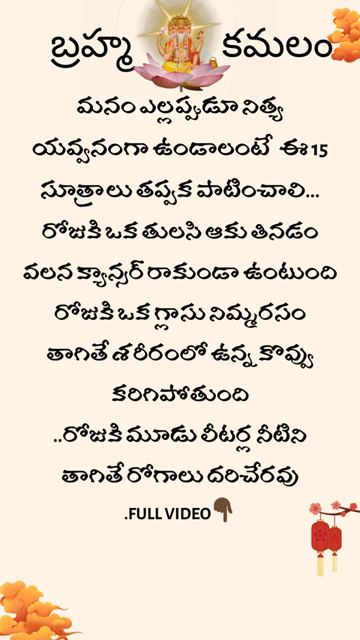 బ్రహ్మ కమలం
మనం ఎల్లప్పుడూ నిత్య
యవ్వనంగా ఉండాలంటే ఈ 15
సూత్రాలు తప్పక పాటించాలి...
రోజుకి ఒక తులసి ఆకు తినడం
వలన క్యాన్సర్ రాకుండా ఉంటుంది
రోజుకి ఒక గ్లాసు నిమ్మరసం
తాగితే శరీరంలో ఉన్న కొవ్వు
కరిగిపోతుంది
..రోజుకి మూడు లీటర్ల నీటిని
తాగితే రోగాలు దరిచేరవు
.FULL VIDEO👇🏿